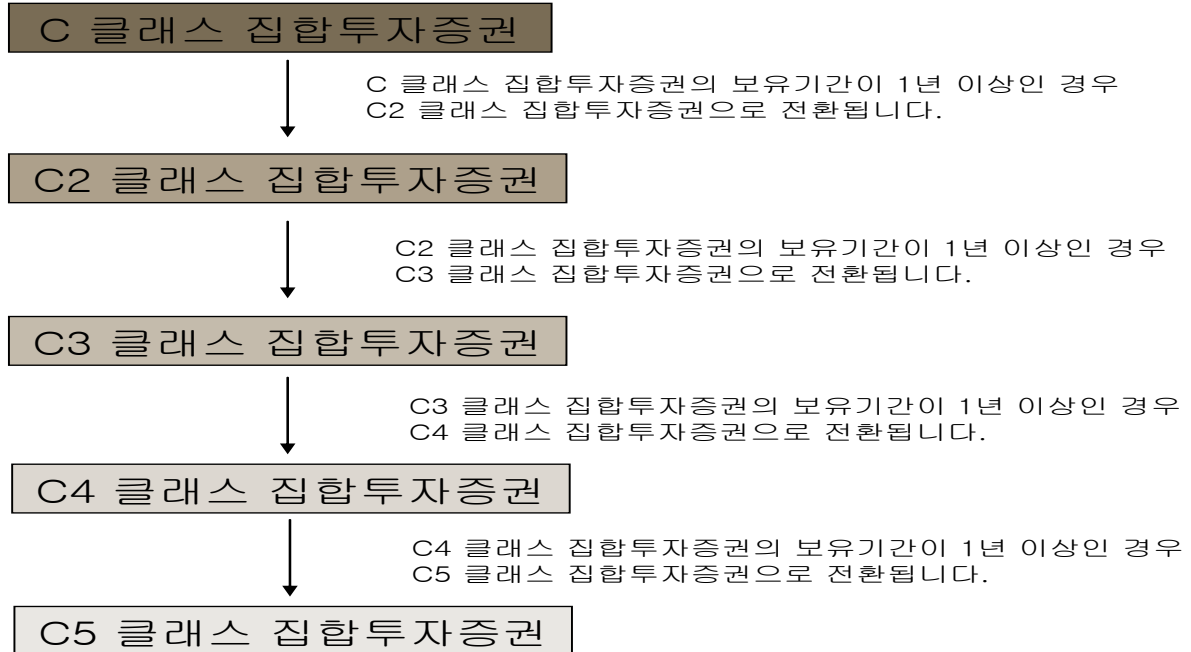 C 클래스 집합투자증권
C 클래스 집합투자증권의 보유기간이 1년 이상인 경우
C2 클래스 집합투자증권으로 전환됩니다.
C2 클래스 집합투자증권
C2 클래스 집합투자증권의 보유기간이 1년 이상인 경우
C3 클래스 집합투자증권으로 전환됩니다.
C3 클래스 집합투자증권
C3 클래스 집합투자증권의 보유기간이 1년 이상인 경우
C4 클래스 집합투자증권으로 전환됩니다.
C4 클래스 집합투자증권
C4 클래스 집합투자증권의 보유기간이 1년 이상인 경우
C5 클래스 집합투자증권으로 전환됩니다.
C5 클래스 집합투자증권